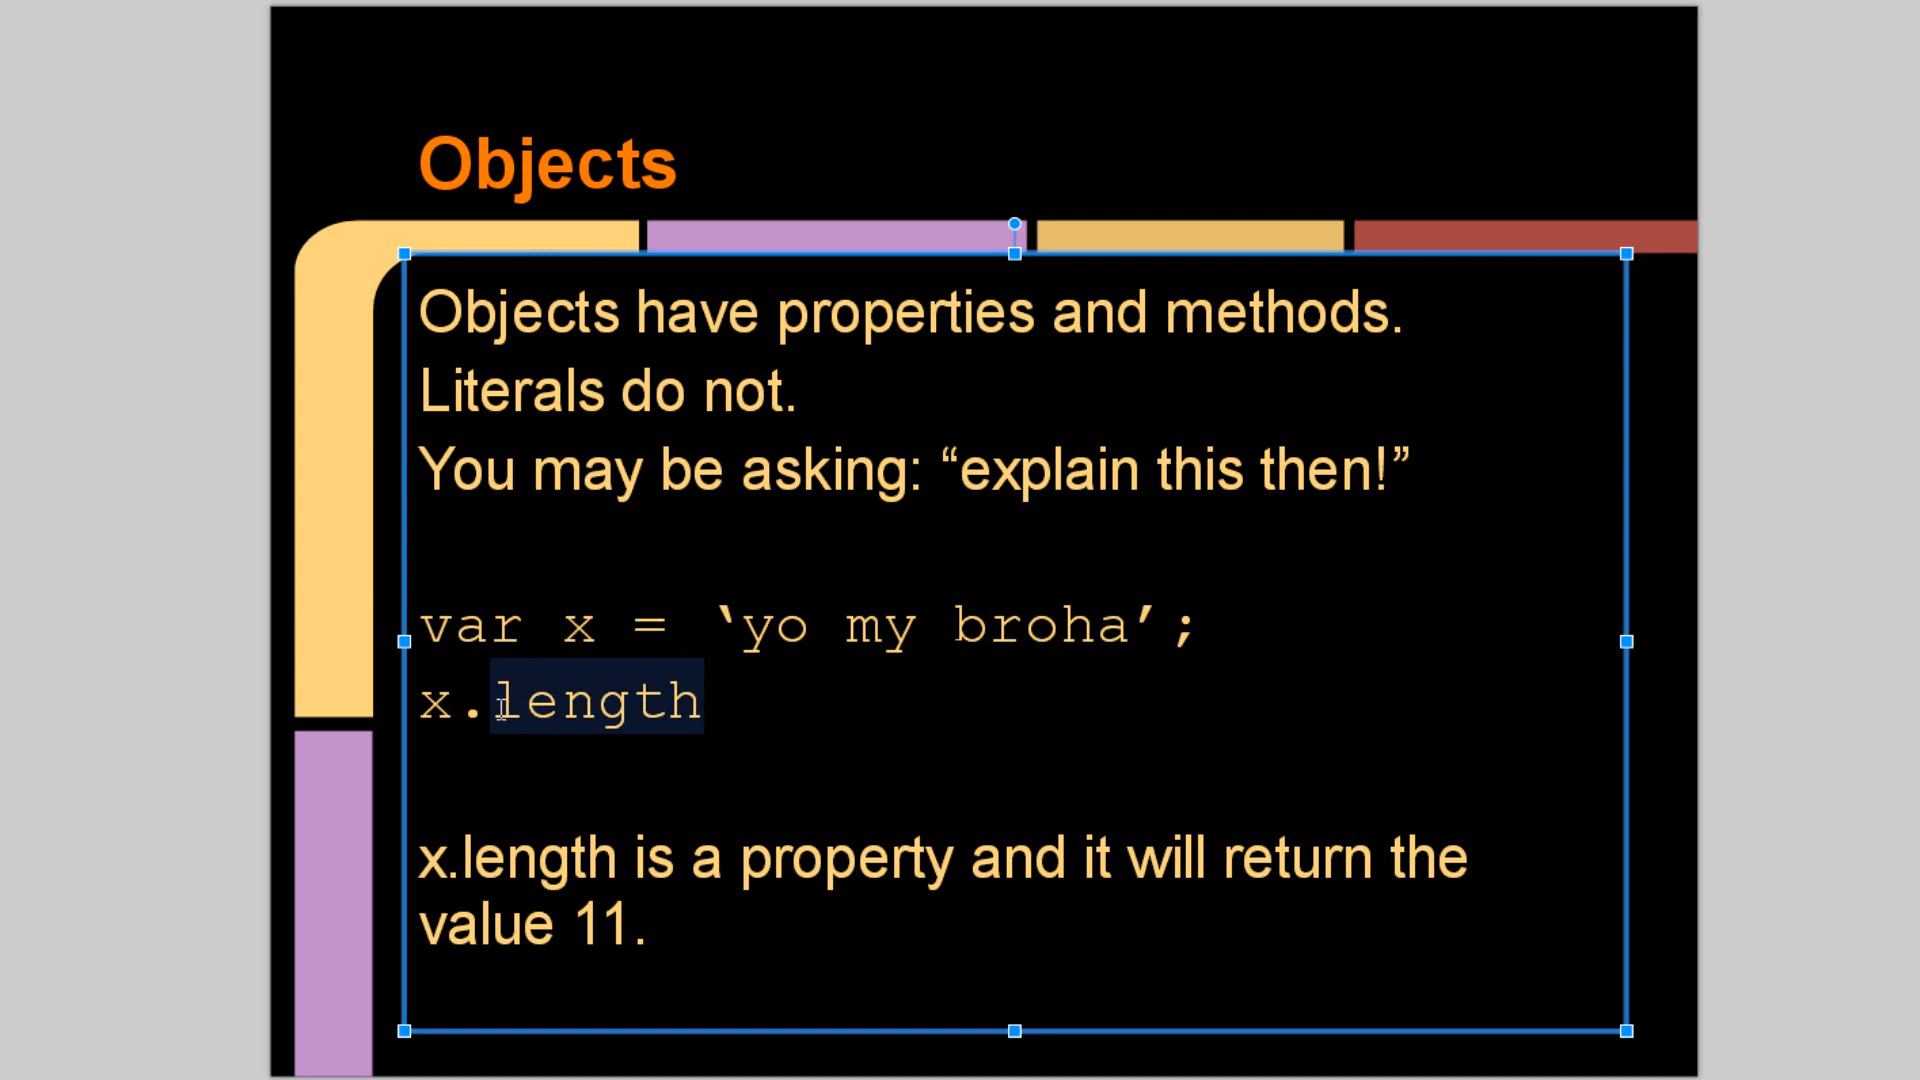 Objects
Objects have properties and methods.
Literals do not.
You may be asking: “explain this then!”
var x = ‘yo my broha’;
x.length
x.length is a property and it will return the
value 11.